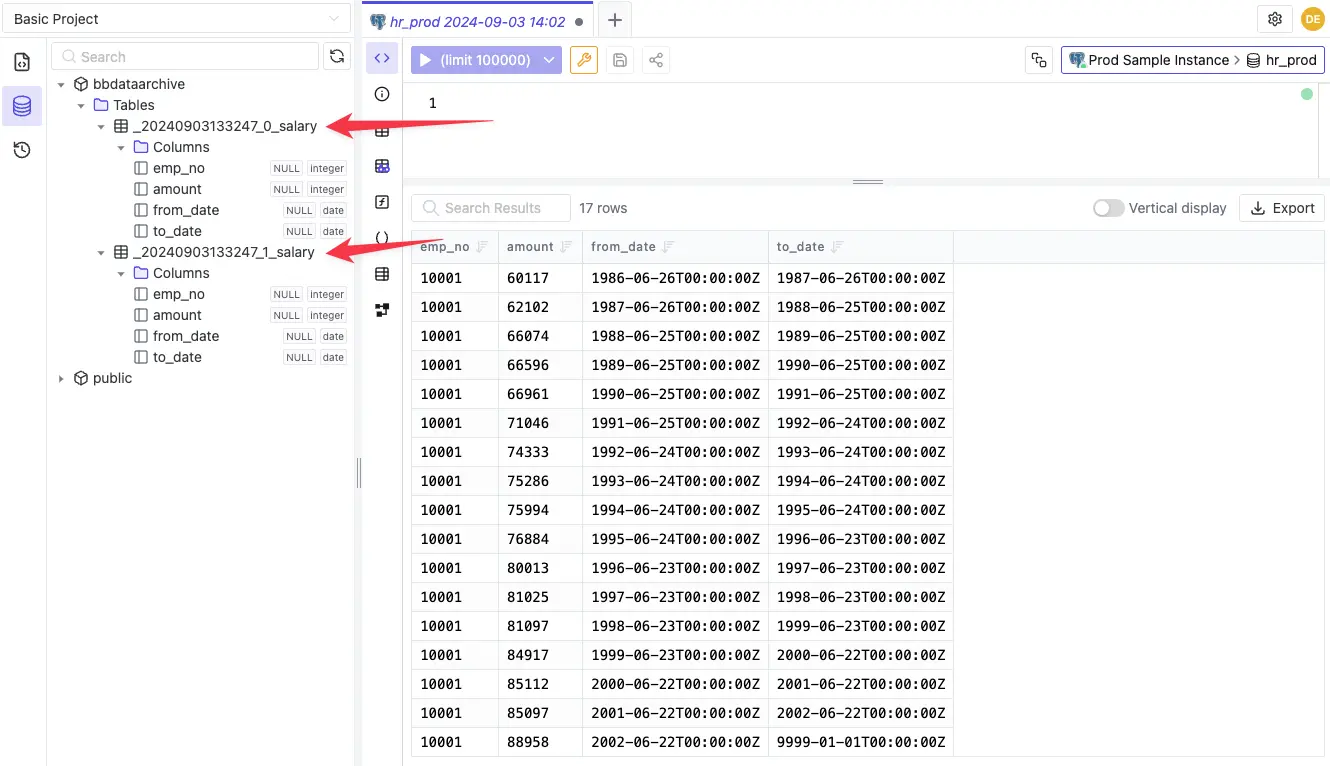 Basic Project
hr_prod 2024-09-03 14:02
DE
Search
(limit 100000)
Prod Sample Instance
hr_prod
bbdataarchive
Tables
_20240903133247_0_salary
Columns
emp_no NULL integer
amount NULL integer
from_date NULL date
to_date NULL date
_20240903133247_1_salary
Columns
emp_no NULL integer
amount NULL integer
from_date NULL date
to_date NULL date
public
1
Search Results
17 rows
Vertical display
Export
emp_no amount from_date to_date
10001 60117 1986-06-26T00:00:00Z 1987-06-26T00:00:00Z
10001 62102 1987-06-26T00:00:00Z 1988-06-25T00:00:00Z
10001 66074 1988-06-25T00:00:00Z 1989-06-25T00:00:00Z
10001 66596 1989-06-25T00:00:00Z 1990-06-25T00:00:00Z
10001 66961 1990-06-25T00:00:00Z 1991-06-25T00:00:00Z
10001 71046 1991-06-25T00:00:00Z 1992-06-24T00:00:00Z
10001 74333 1992-06-24T00:00:00Z 1993-06-24T00:00:00Z
10001 75286 1993-06-24T00:00:00Z 1994-06-24T00:00:00Z
10001 75994 1994-06-24T00:00:00Z 1995-06-24T00:00:00Z
10001 76884 1995-06-24T00:00:00Z 1996-06-23T00:00:00Z
10001 80013 1996-06-23T00:00:00Z 1997-06-23T00:00:00Z
10001 81025 1997-06-23T00:00:00Z 1998-06-23T00:00:00Z
10001 81097 1998-06-23T00:00:00Z 1999-06-23T00:00:00Z
10001 84917 1999-06-23T00:00:00Z 2000-06-22T00:00:00Z
10001 85112 2000-06-22T00:00:00Z 2001-06-22T00:00:00Z
10001 85097 2001-06-22T00:00:00Z 2002-06-22T00:00:00Z
10001 88958 2002-06-22T00:00:00Z 9999-01-01T00:00:00Z